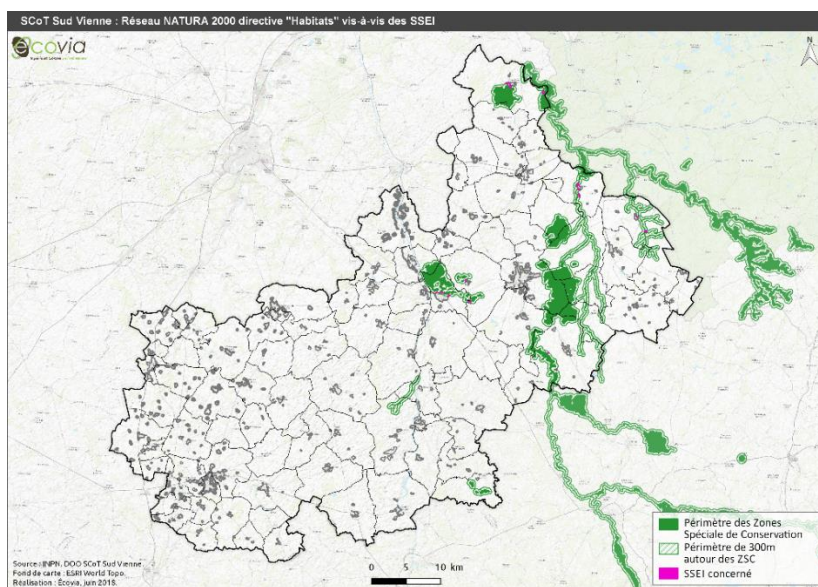 SCoT Sud Vienne : Réseau NATURA 2000 directive "Habitats" vis-à-vis des SSEI
écovia
N
Périmètre des Zones
Spéciale de Conservation
Périmètre de 300m
autour des ZSC
SSEI concerné
Source : INPN, DOO SCoT Sud Vienne
Fond de carte : ESRI World Topo.
Réalisation : Écovia, juin 2018.
0 5 10 km